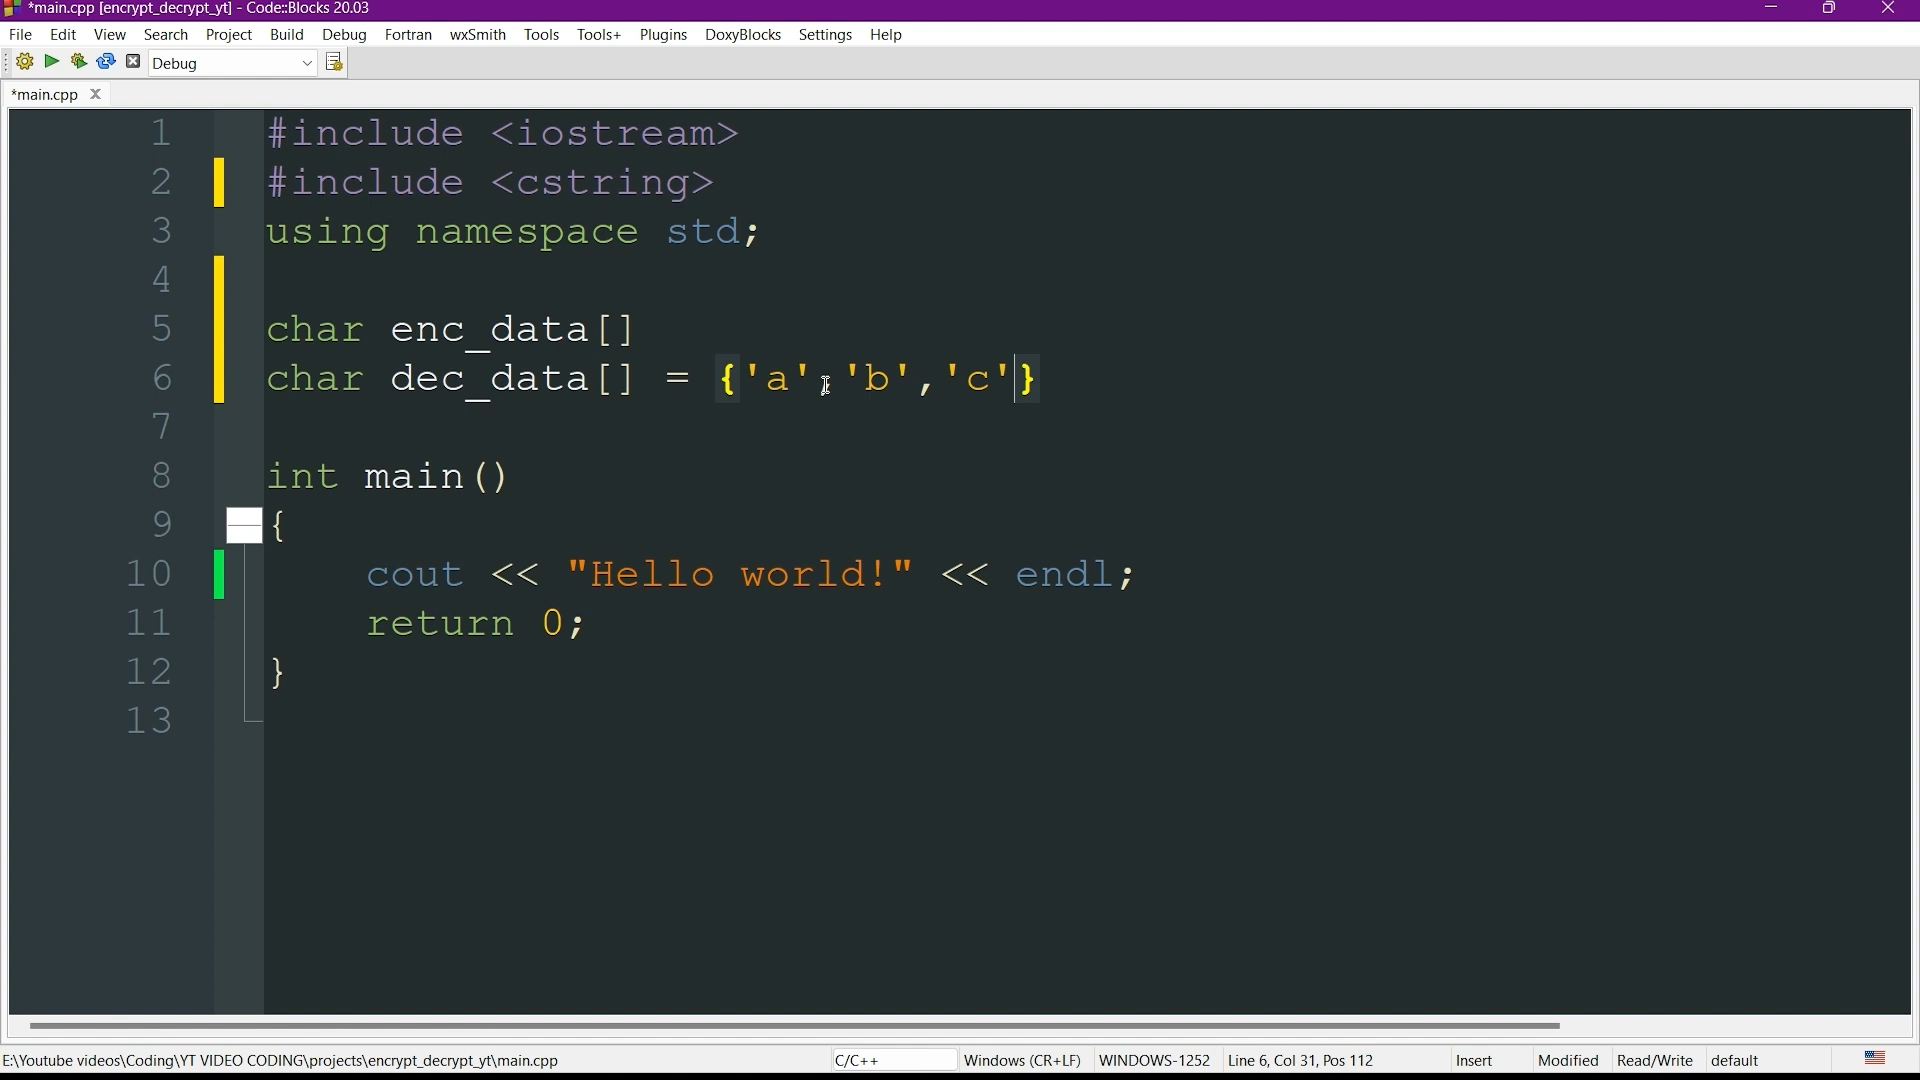 *main.cpp [encrypt_decrypt_yt] - Code::Blocks 20.03
File Edit View Search Project Build Debug Fortran wxSmith Tools Tools+ Plugins DoxyBlocks Settings Help
Debug
*main.cpp
1 #include <iostream>
2 #include <cstring>
3 using namespace std;
4
5 char enc_data[]
6 char dec_data[] = {'a','b','c'}
7
8 int main()
9 {
10 cout << "Hello world!" << endl;
11 return 0;
12 }
13
E:\Youtube videos\Coding\YT VIDEO CODING\projects\encrypt_decrypt_yt\main.cpp C/C++ Windows (CR+LF) WINDOWS-1252 Line 6, Col 31, Pos 112 Insert Modified Read/Write default